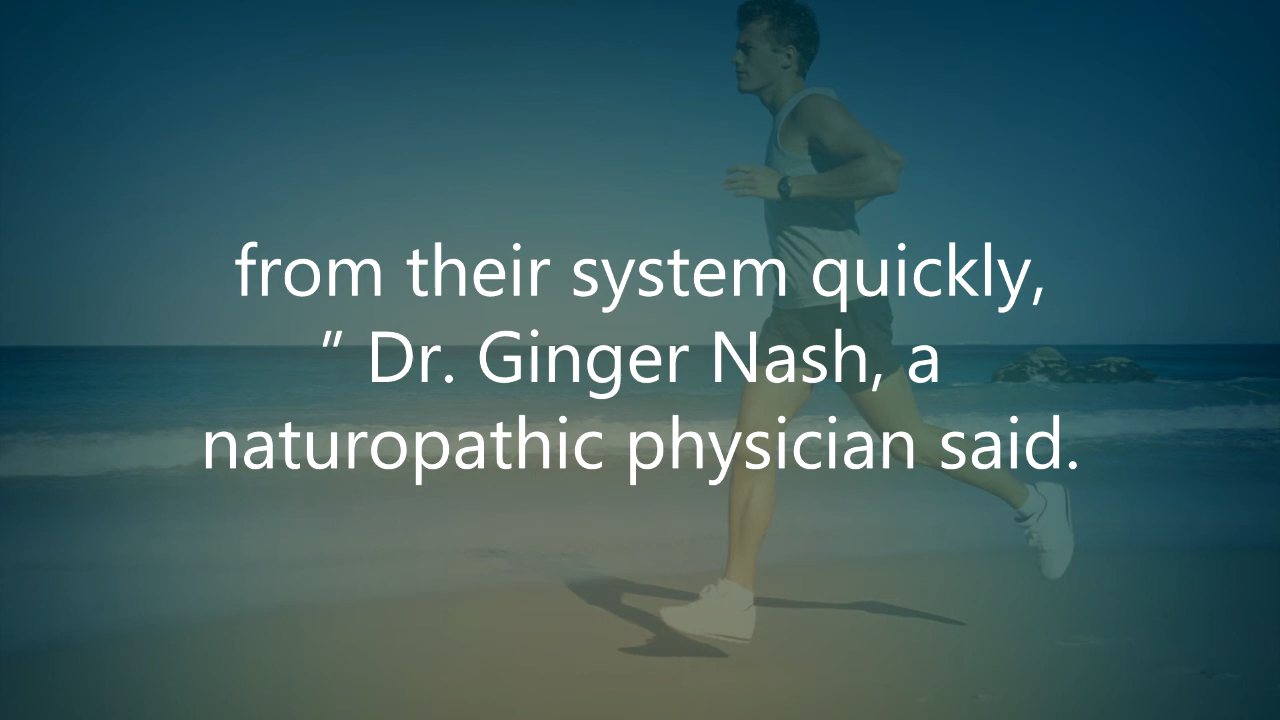 from their system quickly,
” Dr. Ginger Nash, a
naturopathic physician said.